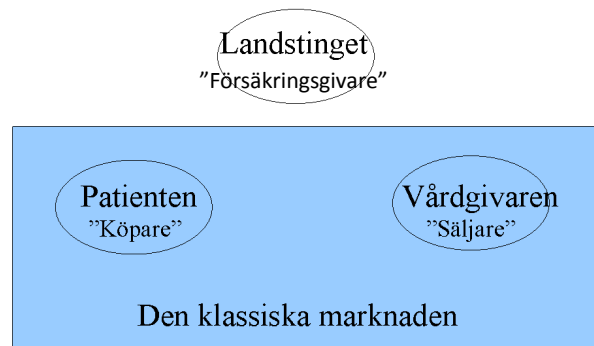 Landstinget
”Försäkringsgivare”
Patienten
”Köpare”
Vårdgivaren
”Säljare”
Den klassiska marknaden